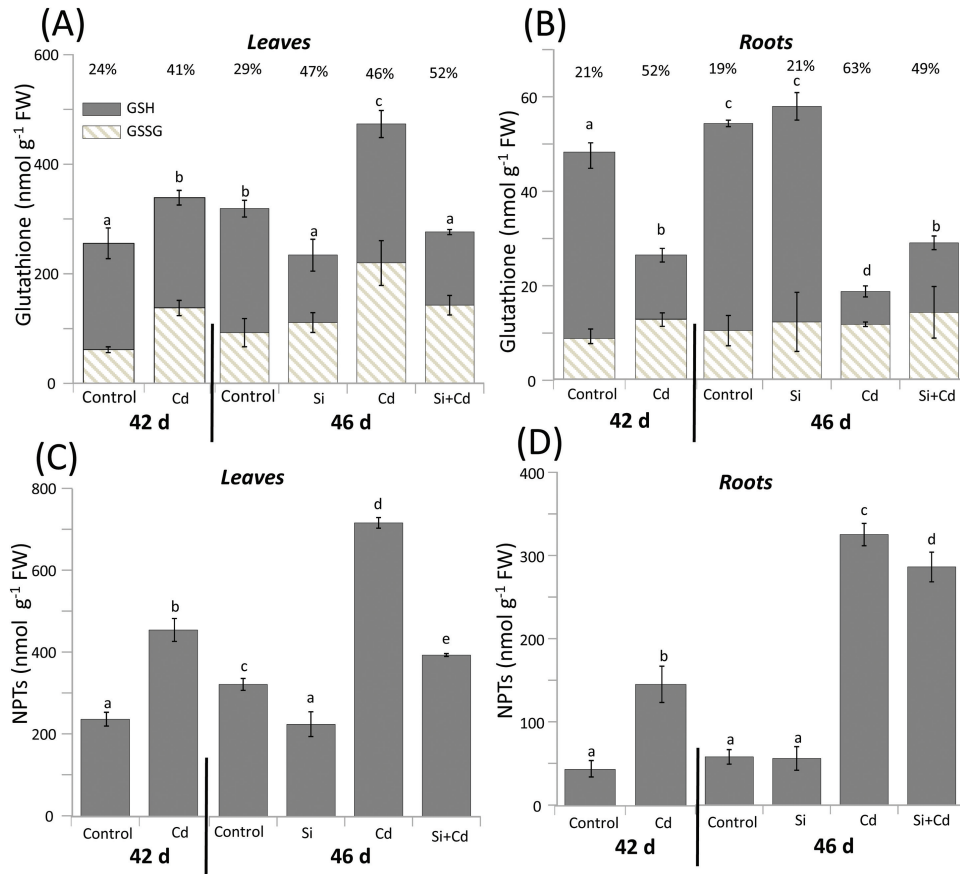 (A)
Leaves
Glutathione (nmol g⁻¹ FW)
600
400
200
0
24% 41% 29% 47% 46% 52%
GSH
GSSG
a b b a c a
Control Cd Control Si Cd Si+Cd
42 d 46 d
(B)
Roots
Glutathione (nmol g⁻¹ FW)
60
40
20
0
21% 52% 19% 21% 63% 49%
a b c c d b
Control Cd Control Si Cd Si+Cd
42 d 46 d
(C)
Leaves
NPTs (nmol g⁻¹ FW)
800
600
400
200
0
a b c a d e
Control Cd Control Si Cd Si+Cd
42 d 46 d
(D)
Roots
NPTs (nmol g⁻¹ FW)
400
300
200
100
0
a b a a c d
Control Cd Control Si Cd Si+Cd
42 d 46 d